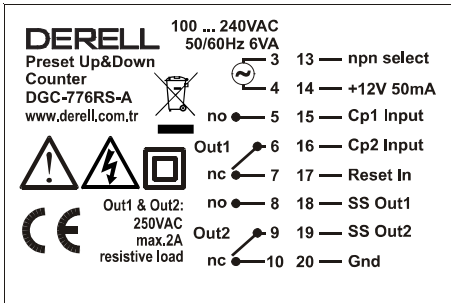 DERELL
Preset Up&Down
Counter
DGC-776RS-A
www.derell.com.tr
100 ... 240VAC
50/60Hz 6VA
3 13 npn select
4 14 +12V 50mA
no 5 15 Cp1 Input
Out1 6 16 Cp2 Input
nc 7 17 Reset In
no 8 18 SS Out1
Out2 9 19 SS Out2
nc 10 20 Gnd
CE
Out1 & Out2:
250VAC
max.2A
resistive load